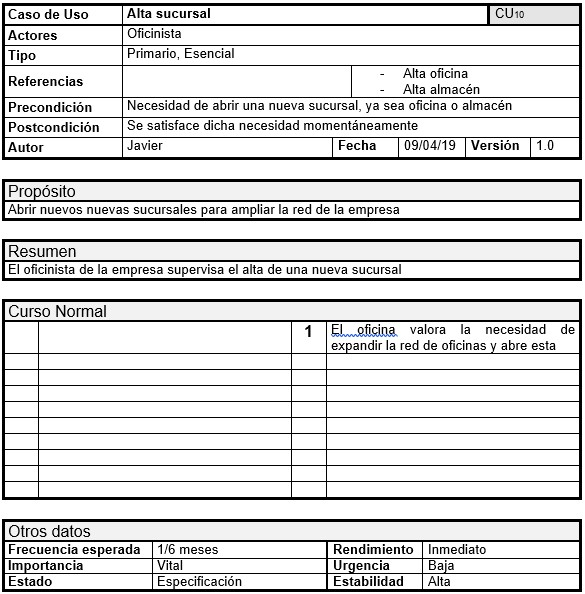 Caso de Uso Alta sucursal CU10
Actores Oficinista
Tipo Primario, Esencial
Referencias - Alta oficina
- Alta almacén
Precondición Necesidad de abrir una nueva sucursal, ya sea oficina o almacén
Postcondición Se satisface dicha necesidad momentáneamente
Autor Javier Fecha 09/04/19 Versión 1.0
Propósito
Abrir nuevos nuevas sucursales para ampliar la red de la empresa
Resumen
El oficinista de la empresa supervisa el alta de una nueva sucursal
Curso Normal
1 El oficina valora la necesidad de
expandir la red de oficinas y abre esta
Otros datos
Frecuencia esperada 1/6 meses Rendimiento Inmediato
Importancia Vital Urgencia Baja
Estado Especificación Estabilidad Alta